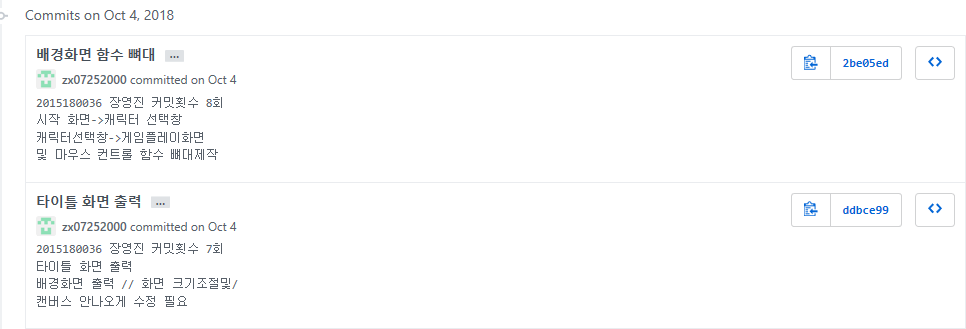 Commits on Oct 4, 2018
배경화면 함수 뼈대 ...
2be05ed
zx07252000 committed on Oct 4
2015180036 장영진 커밋횟수 8회
시작 화면->캐릭터 선택창
캐릭터선택창->게임플레이화면
및 마우스 컨트롤 함수 뼈대제작
타이틀 화면 출력 ...
ddbce99
zx07252000 committed on Oct 4
2015180036 장영진 커밋횟수 7회
타이틀 화면 출력
배경화면 출력 // 화면 크기조절및/
캔버스 안나오게 수정 필요